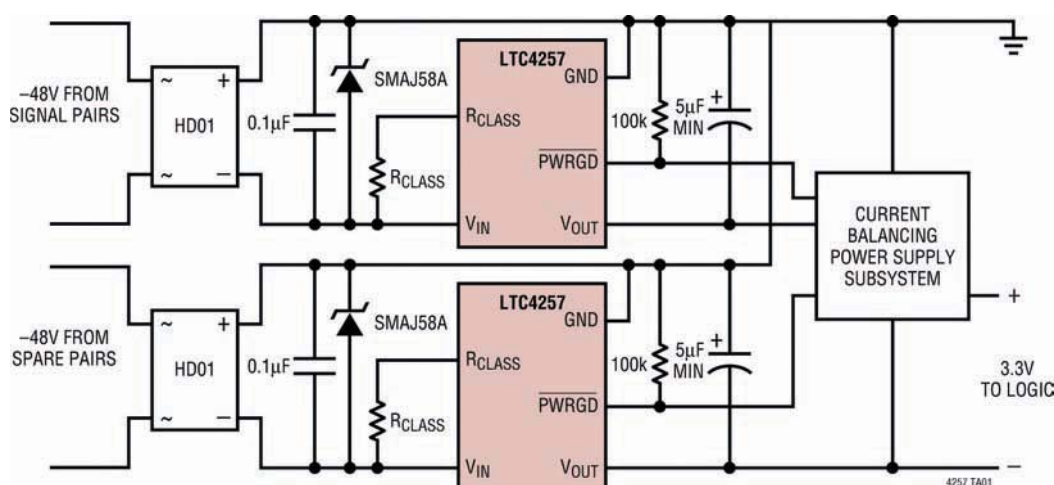 –48V FROM
SIGNAL PAIRS
~
+
HD01
~
–
0.1µF
SMAJ58A
RCLASS
LTC4257
GND
RCLASS
PWRGD
VIN
VOUT
100k
5µF
MIN
+
CURRENT
BALANCING
POWER SUPPLY
SUBSYSTEM
+
3.3V
TO LOGIC
–
–48V FROM
SPARE PAIRS
~
+
HD01
~
–
0.1µF
SMAJ58A
RCLASS
LTC4257
GND
RCLASS
PWRGD
VIN
VOUT
100k
5µF
MIN
+
4257 TA01